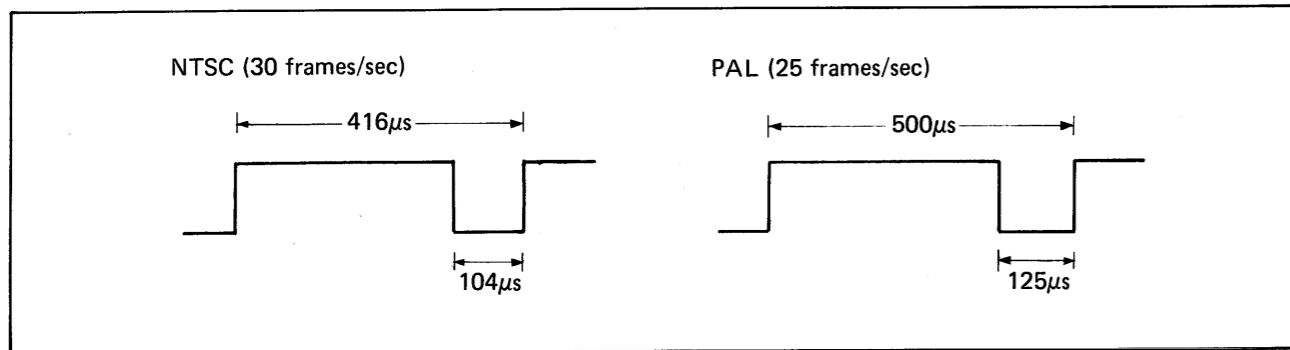 NTSC (30 frames/sec)
416μs
104μs
PAL (25 frames/sec)
500μs
125μs